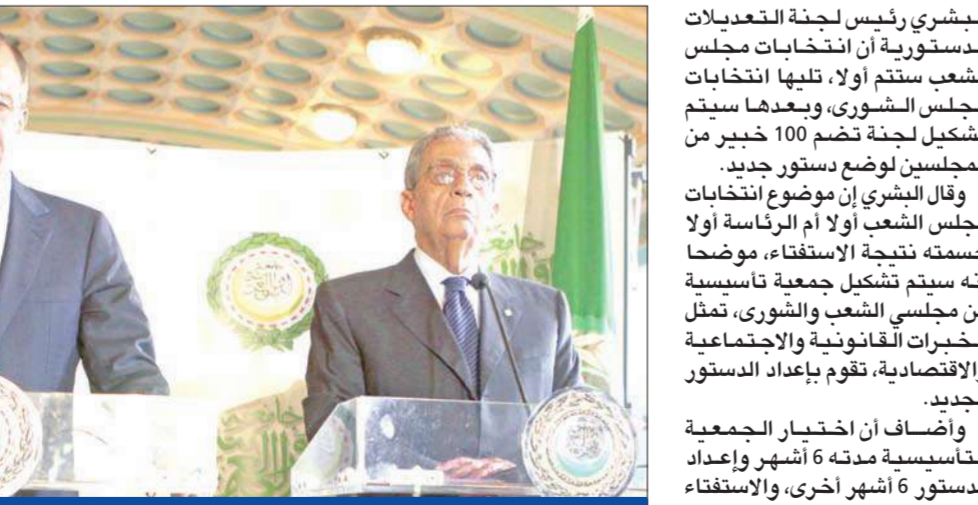 البشري رئيس لجنة التعديلات
الدستورية أن انتخابات مجلس
الشعب ستتم أولا، تليها انتخابات
مجلس الشورى، وبعدها سيتم
تشكيل لجنة تضم 100 خبير من
المجلسين لوضع دستور جديد.
وقال البشري إن موضوع انتخابات
مجلس الشعب أولا أم الرئاسة أولا
حسمته نتيجة الاستفتاء، موضحا
أنه سيتم تشكيل جمعية تأسيسية
من مجلسي الشعب والشورى، تمثل
الخبرات القانونية والاجتماعية
والاقتصادية، تقوم بإعداد الدستور
الجديد.
وأضاف أن اختيار الجمعية
التأسيسية مدته 6 أشهر وإعداد
الدستور 6 أشهر أخرى، والاستفتاء